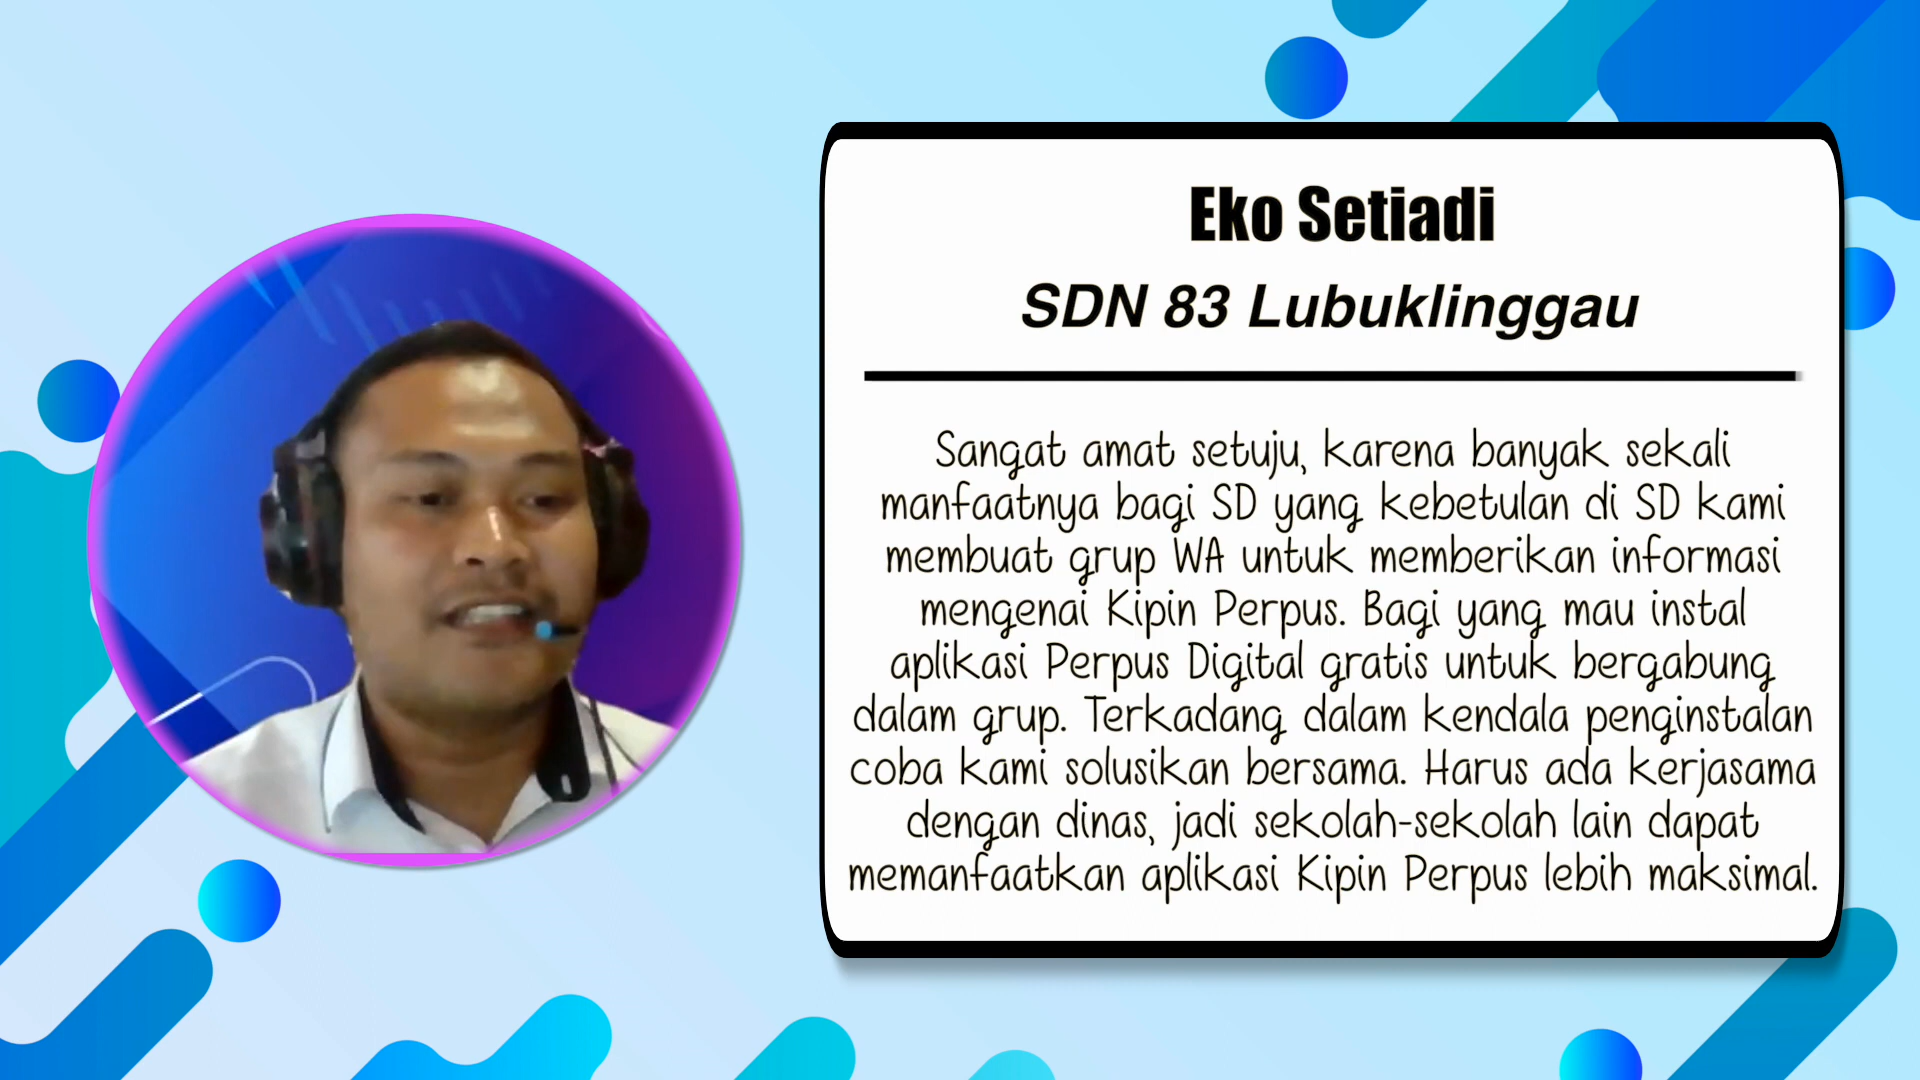 Eko Setiadi
SDN 83 Lubuklinggau
Sangat amat setuju, karena banyak sekali
manfaatnya bagi SD yang kebetulan di SD kami
membuat grup WA untuk memberikan informasi
mengenai Kipin Perpus. Bagi yang mau instal
aplikasi Perpus Digital gratis untuk bergabung
dalam grup. Terkadang dalam kendala penginstalan
coba kami solusikan bersama. Harus ada kerjasama
dengan dinas, jadi sekolah-sekolah lain dapat
memanfaatkan aplikasi Kipin Perpus lebih maksimal.